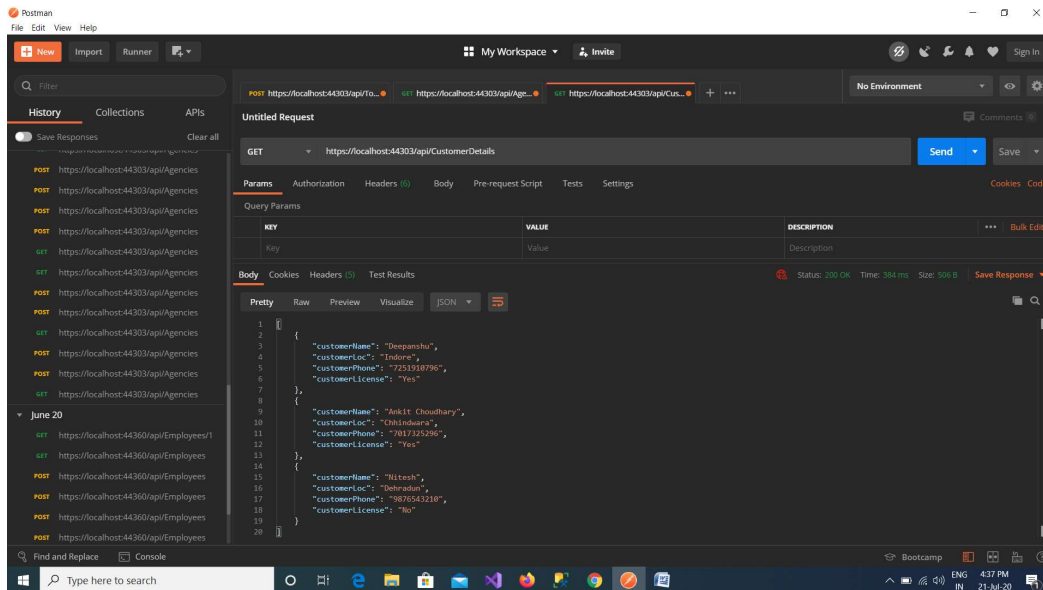 Postman
File Edit View Help
New Import Runner My Workspace Invite Sign In
Filter
History Collections APIs
Save Responses Clear all
POST https://localhost:44303/api/Agencies
POST https://localhost:44303/api/Agencies
POST https://localhost:44303/api/Agencies
POST https://localhost:44303/api/Agencies
GET https://localhost:44303/api/Agencies
GET https://localhost:44303/api/Agencies
POST https://localhost:44303/api/Agencies
POST https://localhost:44303/api/Agencies
GET https://localhost:44303/api/Agencies
POST https://localhost:44303/api/Agencies
POST https://localhost:44303/api/Agencies
GET https://localhost:44303/api/Agencies
June 20
GET https://localhost:44360/api/Employees/1
GET https://localhost:44360/api/Employees
POST https://localhost:44360/api/Employees
POST https://localhost:44360/api/Employees
POST https://localhost:44360/api/Employees
POST https://localhost:44360/api/Employees
POST https://localhost:44303/api/To... GET https://localhost:44303/api/Age... GET https://localhost:44303/api/Cus... + ••• No Environment
Untitled Request Comments 0
GET https://localhost:44303/api/CustomerDetails Send Save
Params Authorization Headers (6) Body Pre-request Script Tests Settings Cookies Cod
Query Params
KEY VALUE DESCRIPTION ••• Bulk Edit
Key Value Description
Body Cookies Headers (5) Test Results Status: 200 OK Time: 384 ms Size: 506 B Save Response
Pretty Raw Preview Visualize JSON
1 [
2 {
3 "customerName": "Deepanshu",
4 "customerLoc": "Indore",
5 "customerPhone": "7251910796",
6 "customerLicense": "Yes"
7 },
8 {
9 "customerName": "Ankit Choudhary",
10 "customerLoc": "Chhindwara",
11 "customerPhone": "7017325296",
12 "customerLicense": "Yes"
13 },
14 {
15 "customerName": "Nitesh",
16 "customerLoc": "Dehradun",
17 "customerPhone": "9876543210",
18 "customerLicense": "No"
19 }
20 ]
Find and Replace Console Bootcamp
Type here to search ENG 4:37 PM
IN 21-Jul-20